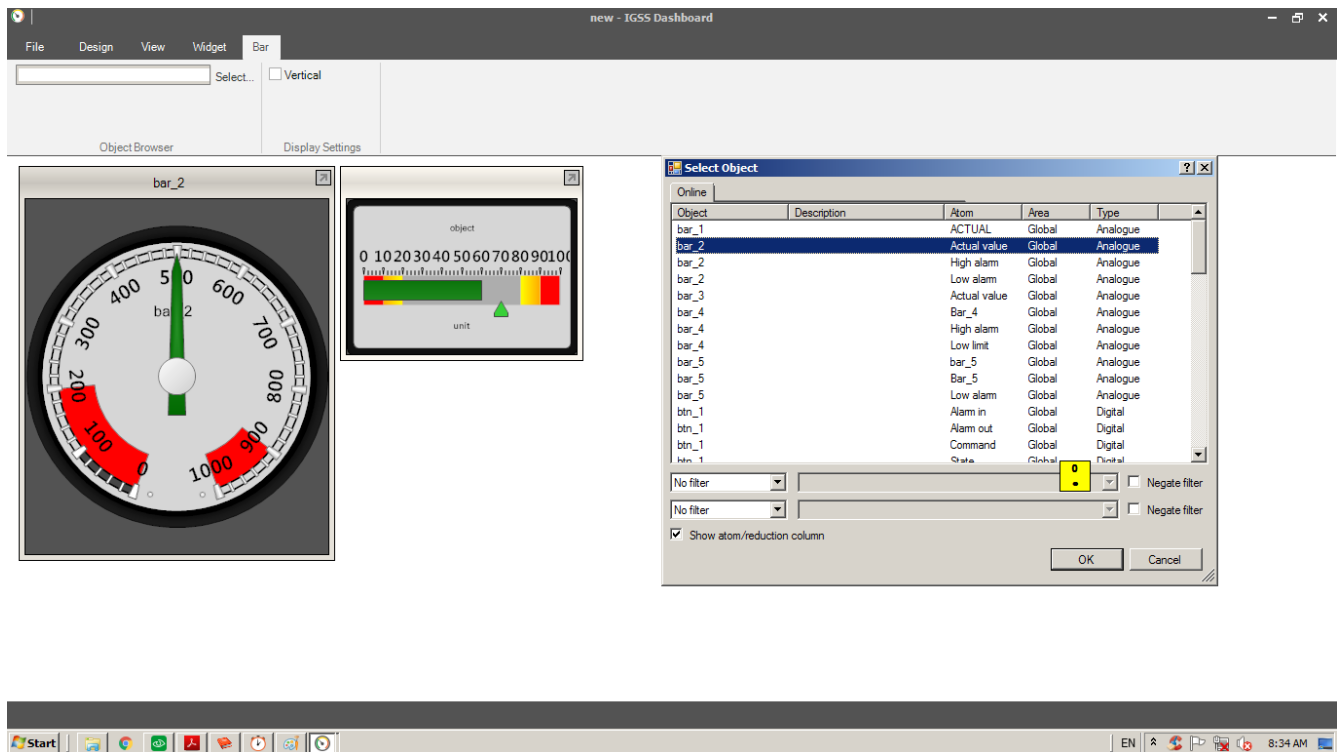 new - IGSS Dashboard
File Design View Widget Bar
Select... Vertical
Object Browser Display Settings
bar_2
0
100
200
300
400
500
600
700
800
900
1000
bar_2
object
0 10 20 30 40 50 60 70 80 90 100
unit
Select Object
Online
Object Description Atom Area Type
bar_1 ACTUAL Global Analogue
bar_2 Actual value Global Analogue
bar_2 High alarm Global Analogue
bar_2 Low alarm Global Analogue
bar_3 Actual value Global Analogue
bar_4 Bar_4 Global Analogue
bar_4 High alarm Global Analogue
bar_4 Low limit Global Analogue
bar_5 bar_5 Global Analogue
bar_5 Bar_5 Global Analogue
bar_5 Low alarm Global Analogue
btn_1 Alarm in Global Digital
btn_1 Alarm out Global Digital
btn_1 Command Global Digital
btn_1 State Global Digital
0
No filter Negate filter
No filter Negate filter
Show atom/reduction column
OK Cancel
Start EN 8:34 AM